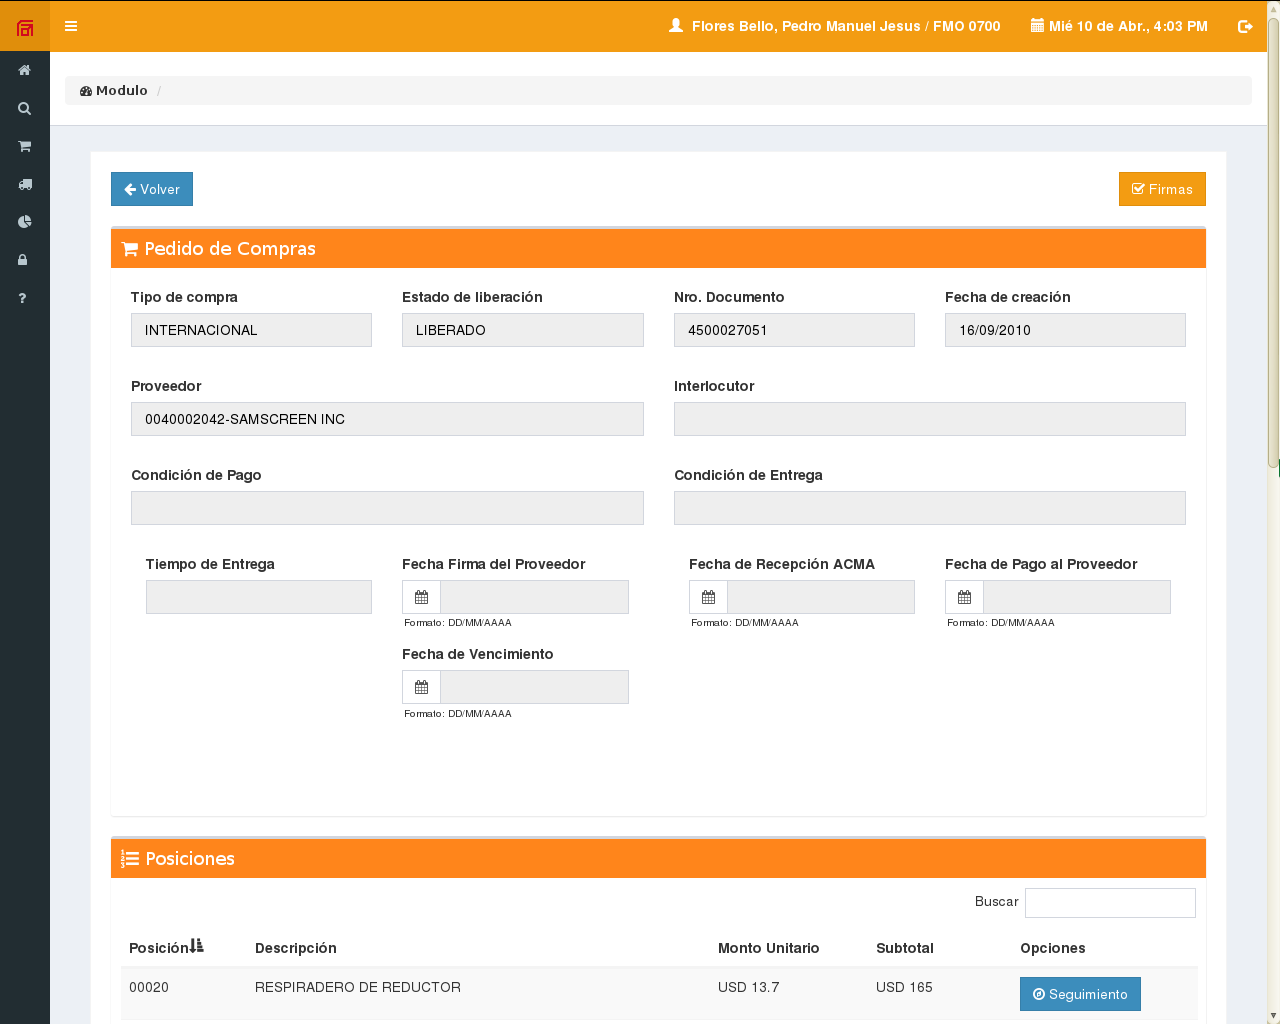 Flores Bello, Pedro Manuel Jesus / FMO 0700 Mié 10 de Abr., 4:03 PM
Modulo /
Volver Firmas
Pedido de Compras
Tipo de compra Estado de liberación Nro. Documento Fecha de creación
INTERNACIONAL LIBERADO 4500027051 16/09/2010
Proveedor Interlocutor
0040002042-SAMSCREEN INC
Condición de Pago Condición de Entrega
Tiempo de Entrega Fecha Firma del Proveedor Fecha de Recepción ACMA Fecha de Pago al Proveedor
Formato: DD/MM/AAAA Formato: DD/MM/AAAA Formato: DD/MM/AAAA
Fecha de Vencimiento
Formato: DD/MM/AAAA
Posiciones
Buscar
Posición Descripción Monto Unitario Subtotal Opciones
00020 RESPIRADERO DE REDUCTOR USD 13.7 USD 165 Seguimiento